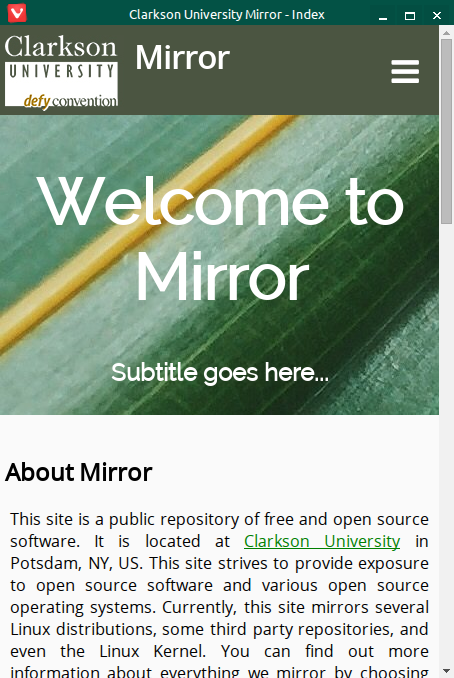 Clarkson University Mirror - Index
Clarkson
UNIVERSITY
defy convention
Mirror
Welcome to
Mirror
Subtitle goes here...
About Mirror
This site is a public repository of free and open source
software. It is located at Clarkson University in
Potsdam, NY, US. This site strives to provide exposure
to open source software and various open source
operating systems. Currently, this site mirrors several
Linux distributions, some third party repositories, and
even the Linux Kernel. You can find out more
information about everything we mirror by choosing